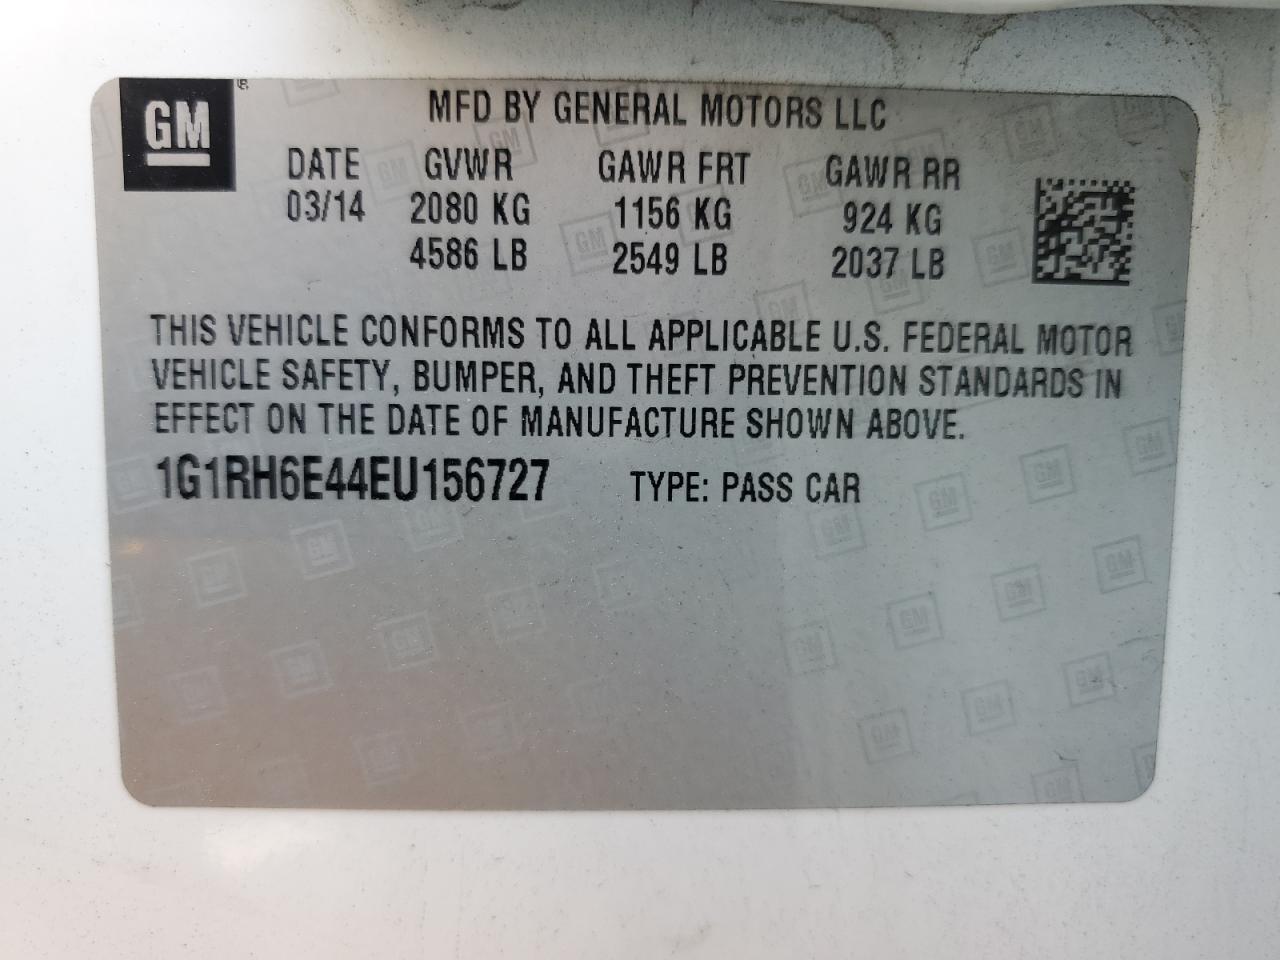 GM ®
MFD BY GENERAL MOTORS LLC
DATE GVWR GAWR FRT GAWR RR
03/14 2080 KG 1156 KG 924 KG
4586 LB 2549 LB 2037 LB
THIS VEHICLE CONFORMS TO ALL APPLICABLE U.S. FEDERAL MOTOR
VEHICLE SAFETY, BUMPER, AND THEFT PREVENTION STANDARDS IN
EFFECT ON THE DATE OF MANUFACTURE SHOWN ABOVE.
1G1RH6E44EU156727 TYPE: PASS CAR